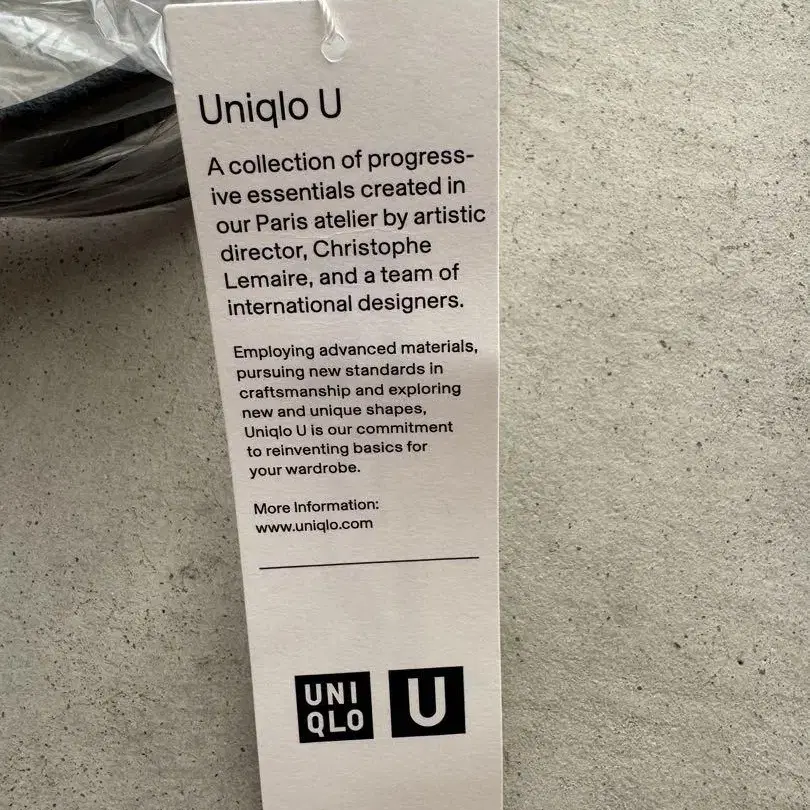 Uniqlo U
A collection of progress-
ive essentials created in
our Paris atelier by artistic
director, Christophe
Lemaire, and a team of
international designers.
Employing advanced materials,
pursuing new standards in
craftsmanship and exploring
new and unique shapes,
Uniqlo U is our commitment
to reinventing basics for
your wardrobe.
More Information:
www.uniqlo.com
UNI
QLO
U